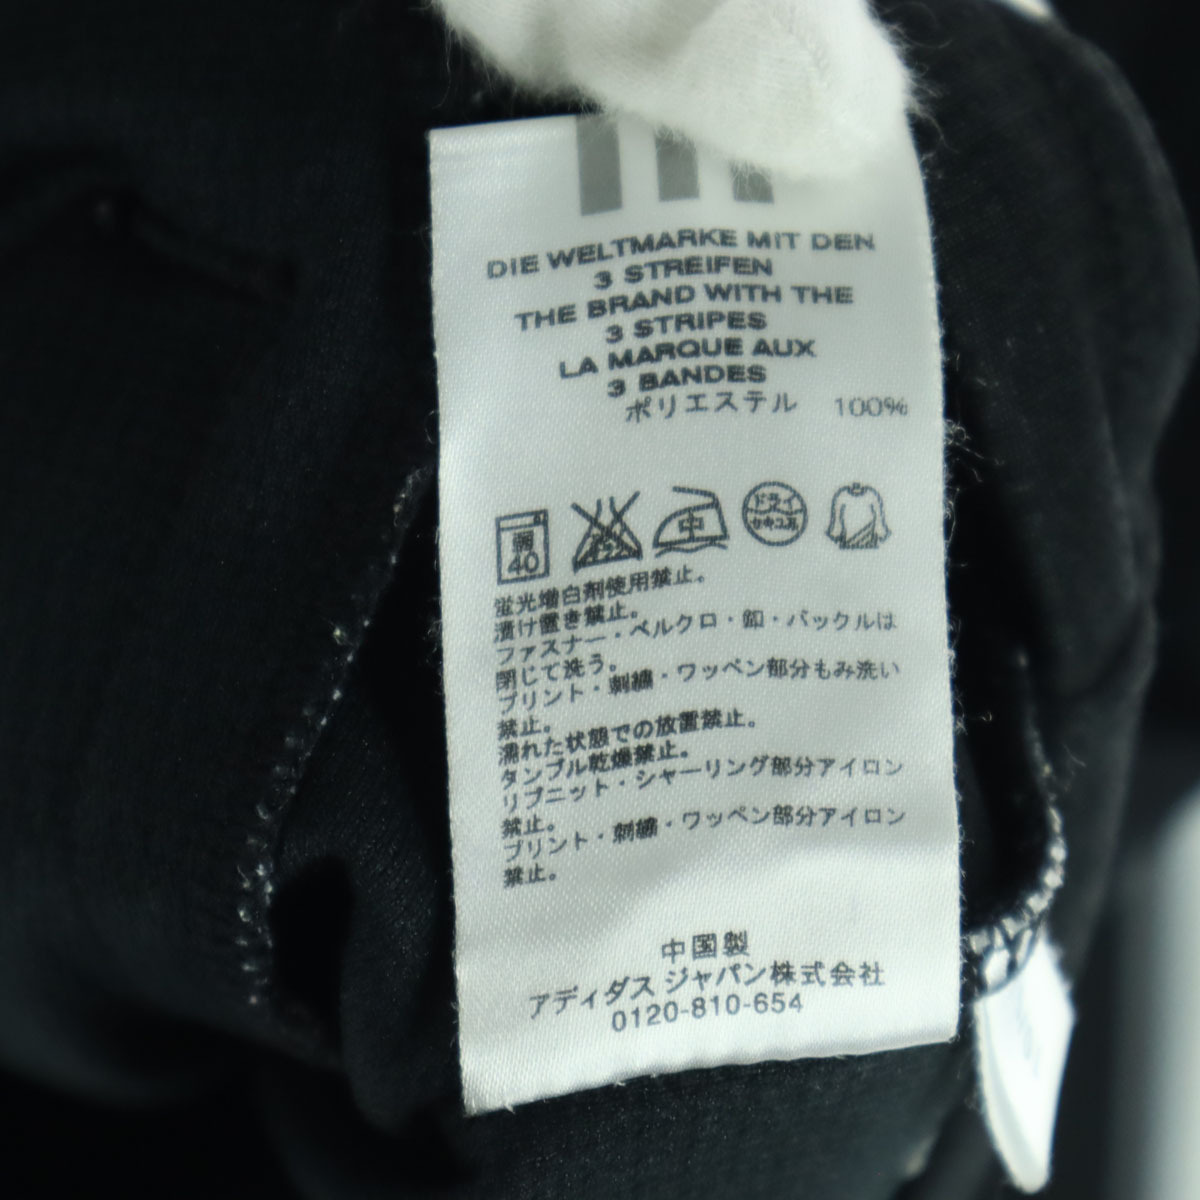 DIE WELTMARKE MIT DEN
3 STREIFEN
THE BRAND WITH THE
3 STRIPES
LA MARQUE AUX
3 BANDES
ポリエステル 100%
弱
40
中
ドライ
セキユ系
蛍光増白剤使用禁止。
漬け置き禁止。
ファスナー・ベルクロ・釦・バックルは
閉じて洗う。
プリント・刺繍・ワッペン部分もみ洗い
禁止。
濡れた状態での放置禁止。
タンブル乾燥禁止。
リブニット・シャーリング部分アイロン
禁止。
プリント・刺繍・ワッペン部分アイロン
禁止。
中国製
アディダス ジャパン株式会社
0120-810-654